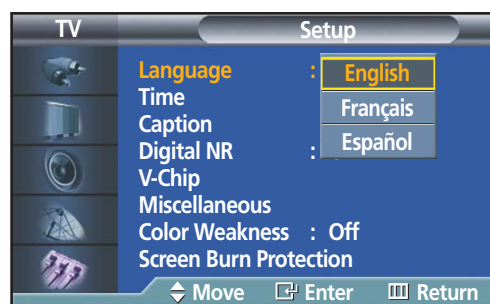 TV Setup
Language : English
Français
Español
Time
Caption
Digital NR :
V-Chip
Miscellaneous
Color Weakness : Off
Screen Burn Protection
Move Enter Return